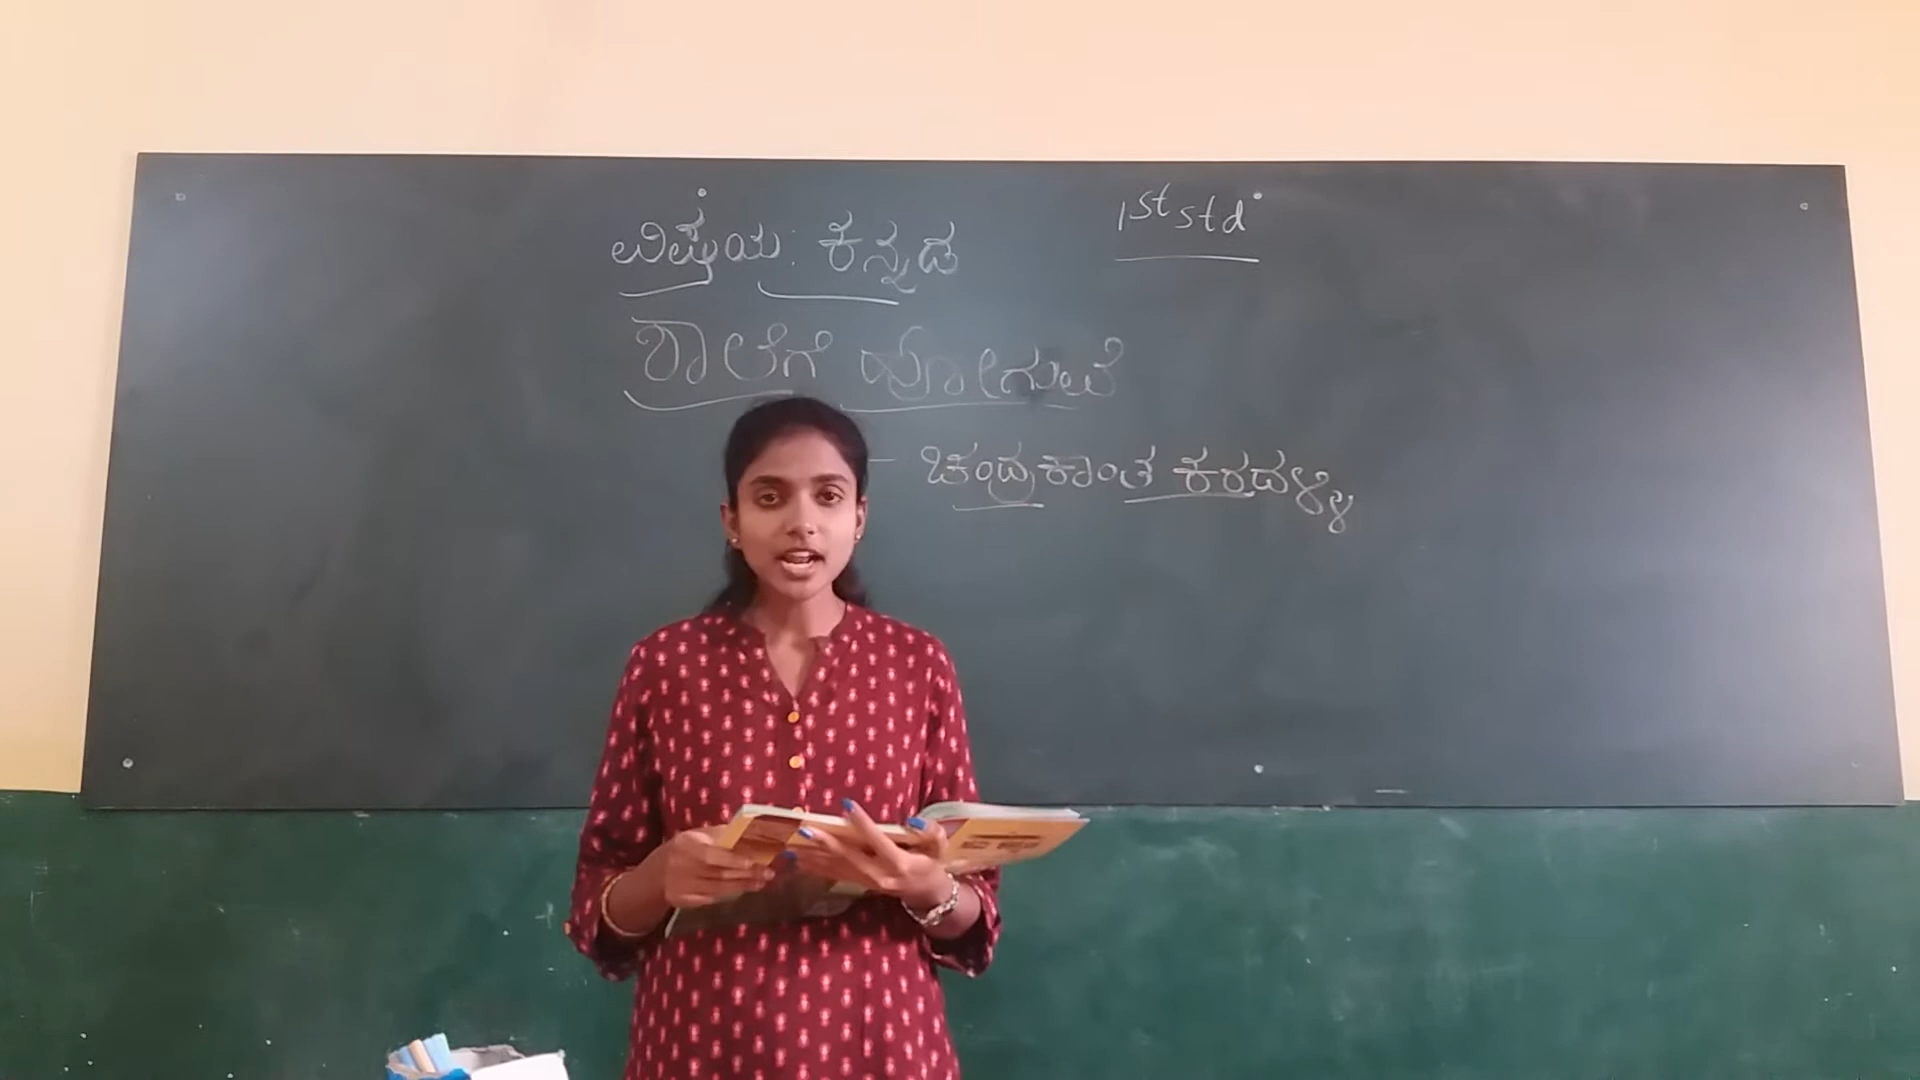 ವಿಷಯ: ಕನ್ನಡ
1st std
ಶಾಲೆಗೆ ಹೋಗುವೆ
- ಚಂದ್ರಕಾಂತ ಕರದಳ್ಳಿ